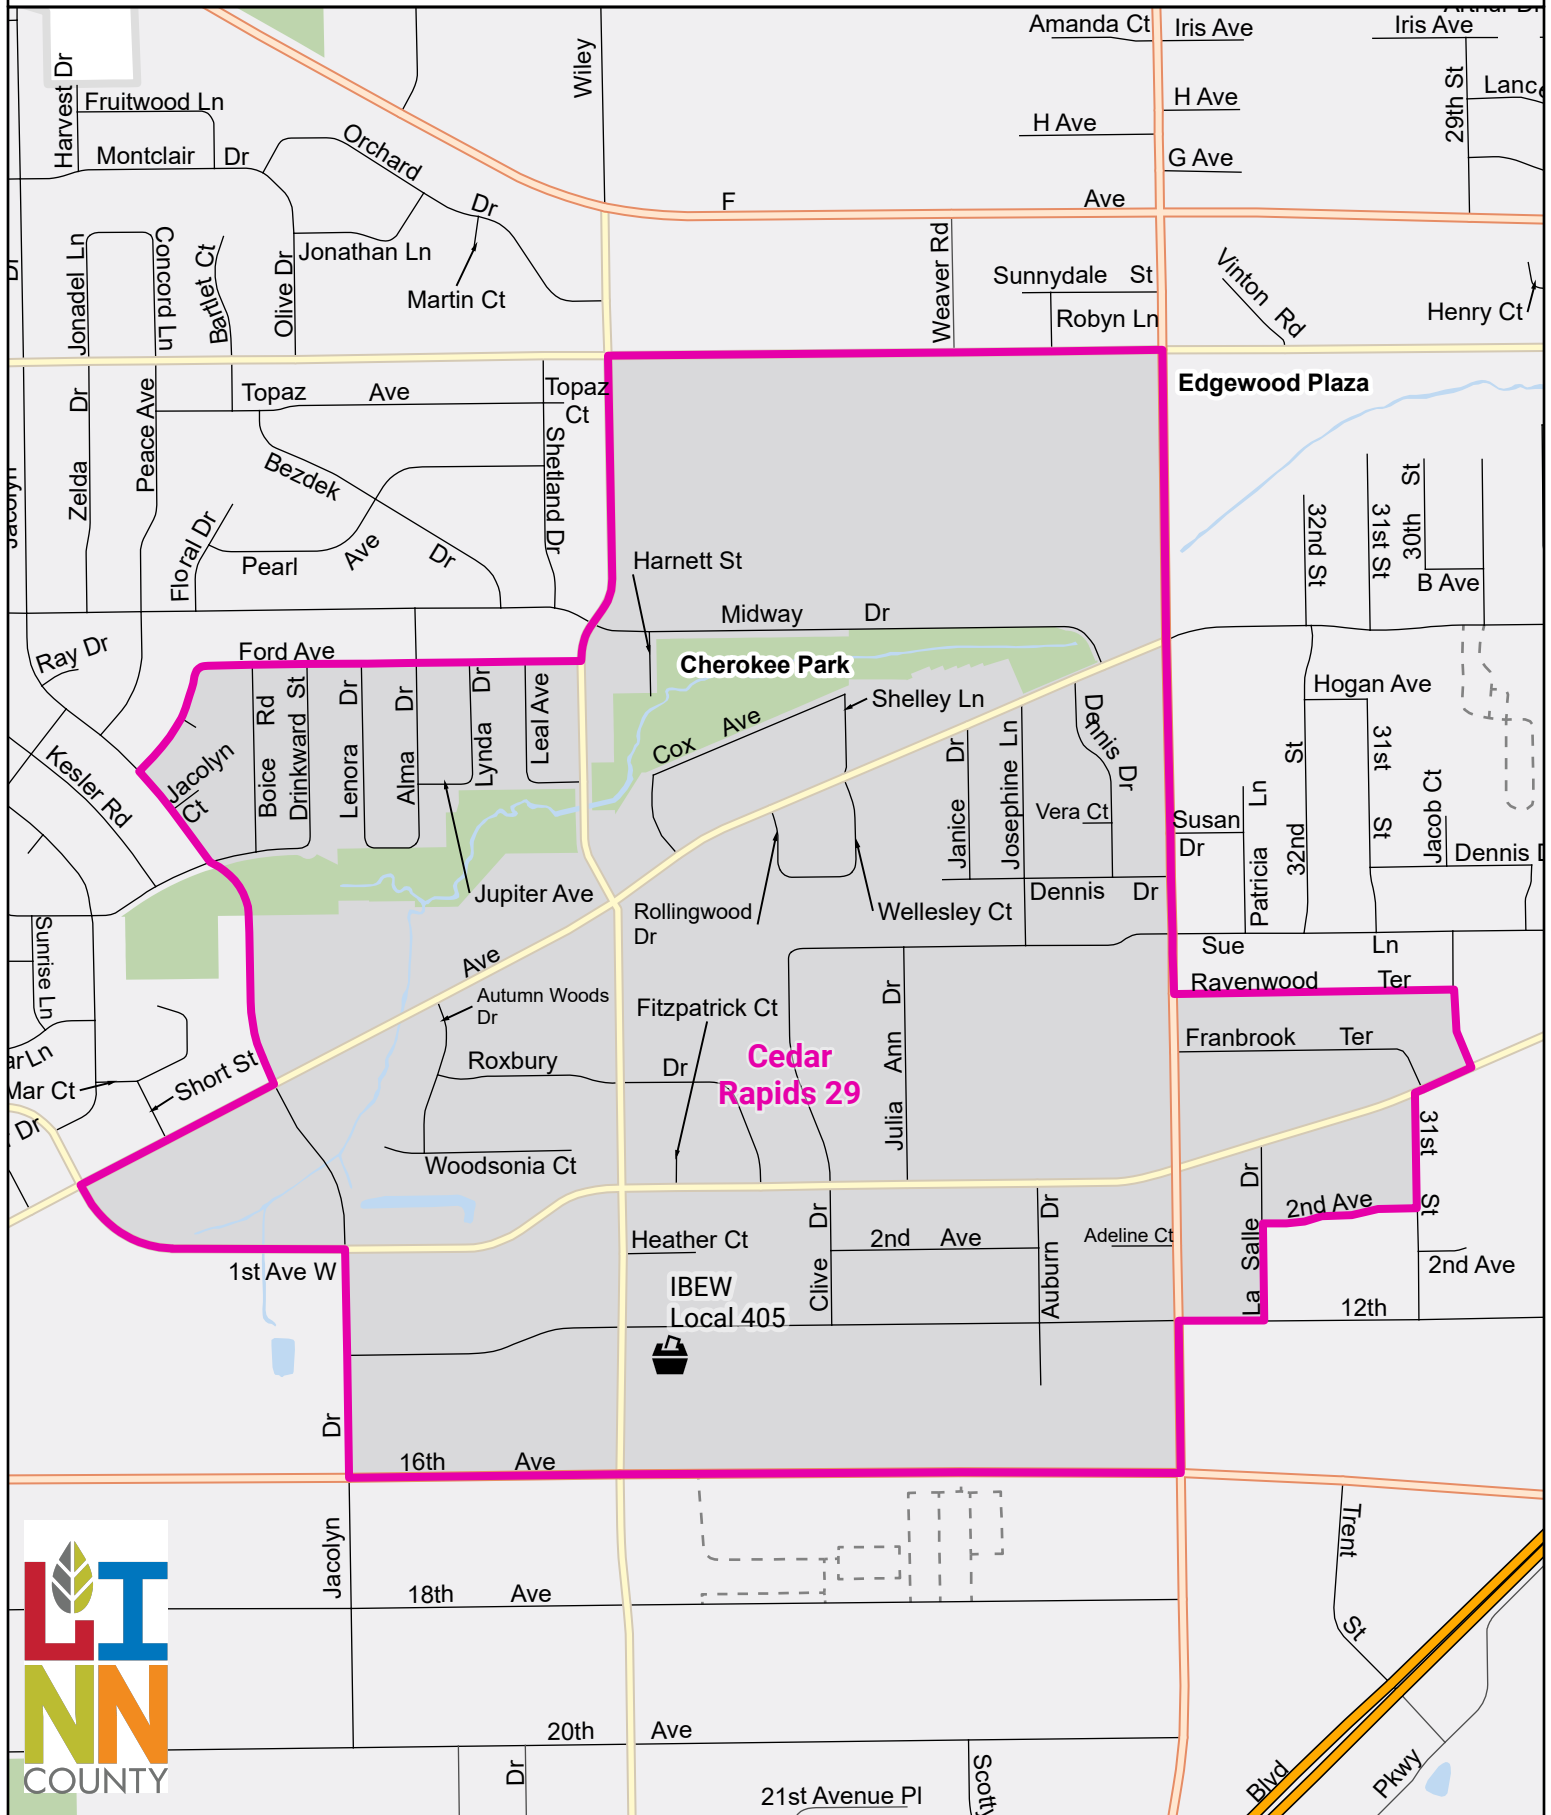 Amanda Ct
Iris Ave
Iris Ave
Wiley
Harvest Dr
Fruitwood Ln
29th St
H Ave
H Ave
Montclair Dr
Orchard Dr
G Ave
F Ave
Jonadel Ln
Concord Ln
Bartlet Ct
Olive Dr
Jonathan Ln
Martin Ct
Weaver Rd
Sunnydale St
Robyn Ln
Vinton Rd
Henry Ct
Dr
Edgewood Plaza
Topaz Ave
Topaz
Ct
Zelda Dr
Peace Ave
Shetland Dr
Bezdek Dr
Jacolyn
Floral Dr
Pearl Ave
32nd St
31st St
30th St
B Ave
Harnett St
Midway Dr
Ray Dr
Ford Ave
Cherokee Park
Hogan Ave
Shelley Ln
Cox Ave
Kesler Rd
Jacolyn
Ct
Boice Rd
Drinkward St
Lenora Dr
Alma Dr
Lynda Dr
Leal Ave
Janice Dr
Josephine Ln
Dennis Dr
Vera Ct
Susan
Dr
Patricia Ln
32nd St
31st St
Jacob Ct
Dennis
Jupiter Ave
Rollingwood
Dr
Wellesley Ct
Dennis Dr
Sunrise Ln
Sue Ln
Ave
Ravenwood Ter
Autumn Woods
Dr
Fitzpatrick Ct
Julia Ann Dr
Franbrook Ter
Roxbury Dr
Cedar
Rapids 29
Mar Ct
Short St
Dr
31st St
Woodsonia Ct
2nd Ave
La Salle Dr
Heather Ct
Clive Dr
2nd Ave
Auburn Dr
Adeline Ct
1st Ave W
2nd Ave
IBEW
Local 405
12th
Dr
16th Ave
Jacolyn
Trent St
18th Ave
20th Ave
Dr
21st Avenue Pl
Blvd
Pkwy
LI
NN
COUNTY